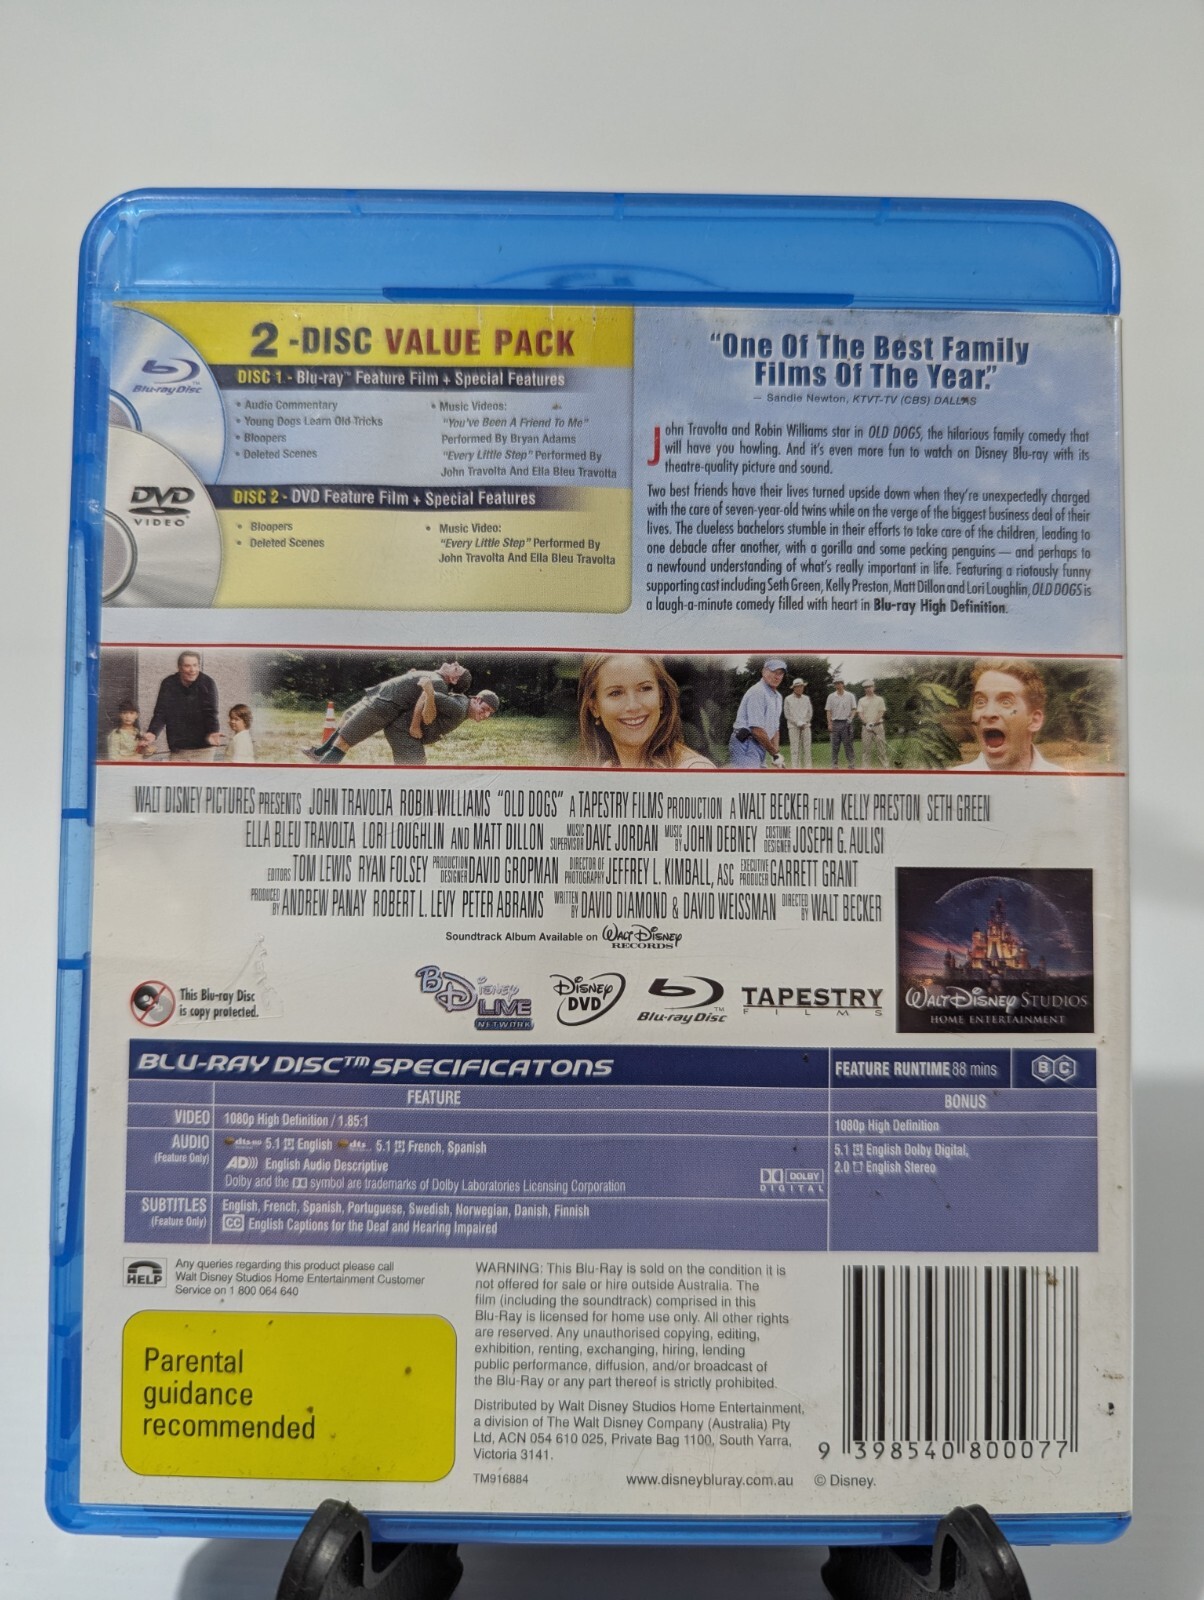 2-DISC VALUE PACK
DISC 1 - Blu-ray™ Feature Film + Special Features
• Audio Commentary
• Young Dogs Learn Old Tricks
• Bloopers
• Deleted Scenes
• Music Videos:
"You've Been A Friend To Me"
Performed By Bryan Adams
"Every Little Step" Performed By
John Travolta And Ella Bleu Travolta
Blu-ray Disc
DISC 2 - DVD Feature Film + Special Features
• Bloopers
• Deleted Scenes
• Music Video:
"Every Little Step" Performed By
John Travolta And Ella Bleu Travolta
DVD
VIDEO
"One Of The Best Family
Films Of The Year."
— Sandie Newton, KTVT-TV (CBS) DALLAS
John Travolta and Robin Williams star in OLD DOGS, the hilarious family comedy that
will have you howling. And it's even more fun to watch on Disney Blu-ray with its
theatre-quality picture and sound.
Two best friends have their lives turned upside down when they're unexpectedly charged
with the care of seven-year-old twins while on the verge of the biggest business deal of their
lives. The clueless bachelors stumble in their efforts to take care of the children, leading to
one debacle after another, with a gorilla and some pecking penguins — and perhaps to
a newfound understanding of what's really important in life. Featuring a riotously funny
supporting cast including Seth Green, Kelly Preston, Matt Dillon and Lori Loughlin, OLD DOGS is
a laugh-a-minute comedy filled with heart in Blu-ray High Definition.
WALT DISNEY PICTURES PRESENTS JOHN TRAVOLTA ROBIN WILLIAMS "OLD DOGS" A TAPESTRY FILMS PRODUCTION A WALT BECKER FILM KELLY PRESTON SETH GREEN
ELLA BLEU TRAVOLTA LORI LOUGHLIN AND MATT DILLON MUSIC SUPERVISOR DAVE JORDAN MUSIC BY JOHN DEBNEY COSTUME DESIGNER JOSEPH G. AULISI
EDITORS TOM LEWIS RYAN FOLSEY PRODUCTION DESIGNER DAVID GROPMAN DIRECTOR OF PHOTOGRAPHY JEFFREY L. KIMBALL, ASC EXECUTIVE PRODUCER GARRETT GRANT
PRODUCED BY ANDREW PANAY ROBERT L. LEVY PETER ABRAMS WRITTEN BY DAVID DIAMOND & DAVID WEISSMAN DIRECTED BY WALT BECKER
Soundtrack Album Available on Walt Disney RECORDS
This Blu-ray Disc
is copy protected.
BD Disney LIVE NETWORK
Disney DVD
Blu-ray Disc™
TAPESTRY
FILMS
WALT DISNEY STUDIOS
HOME ENTERTAINMENT
BLU-RAY DISC™ SPECIFICATONS
FEATURE RUNTIME 88 mins
B C
FEATURE
BONUS
VIDEO 1080p High Definition / 1.85:1
1080p High Definition
AUDIO
(Feature Only)
dts-HD 5.1 English dts 5.1 French, Spanish
AD))) English Audio Descriptive
Dolby and the DD symbol are trademarks of Dolby Laboratories Licensing Corporation
DOLBY
DIGITAL
5.1 English Dolby Digital,
2.0 English Stereo
SUBTITLES
(Feature Only)
English, French, Spanish, Portuguese, Swedish, Norwegian, Danish, Finnish
CC English Captions for the Deaf and Hearing Impaired
HELP
Any queries regarding this product please call
Walt Disney Studios Home Entertainment Customer
Service on 1 800 064 640
Parental
guidance
recommended
WARNING: This Blu-Ray is sold on the condition it is
not offered for sale or hire outside Australia. The
film (including the soundtrack) comprised in this
Blu-Ray is licensed for home use only. All other rights
are reserved. Any unauthorised copying, editing,
exhibition, renting, exchanging, hiring, lending
public performance, diffusion, and/or broadcast of
the Blu-Ray or any part thereof is strictly prohibited.
Distributed by Walt Disney Studios Home Entertainment,
a division of The Walt Disney Company (Australia) Pty
Ltd, ACN 054 610 025, Private Bag 1100, South Yarra,
Victoria 3141.
TM916884
www.disneybluray.com.au
© Disney.
9 398540 800077